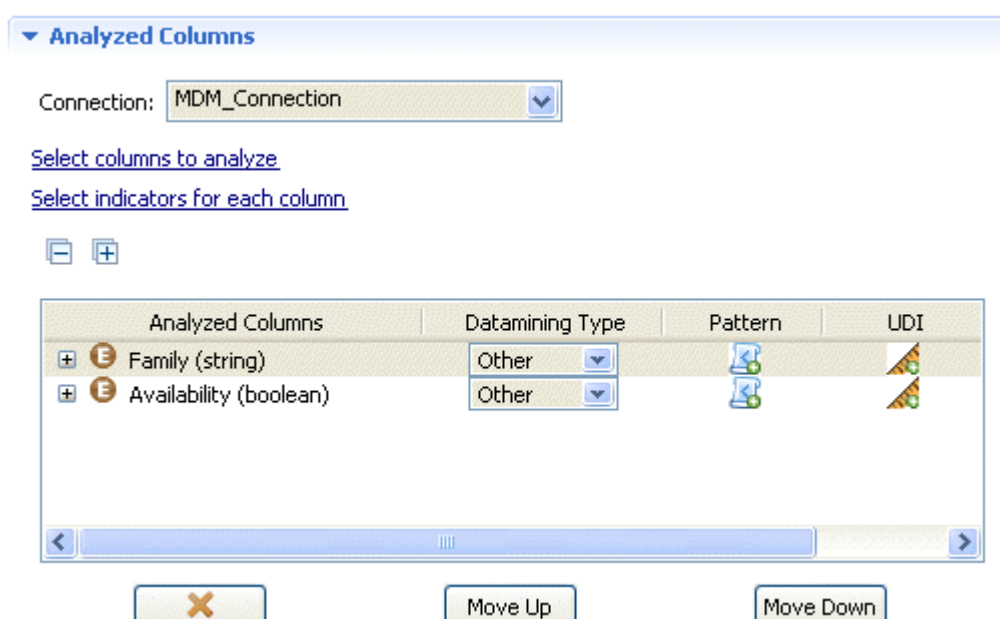 Analyzed Columns
Connection: MDM_Connection
Select columns to analyze
Select indicators for each column
Analyzed Columns Datamining Type Pattern UDI
E Family (string) Other
E Availability (boolean) Other
Move Up Move Down